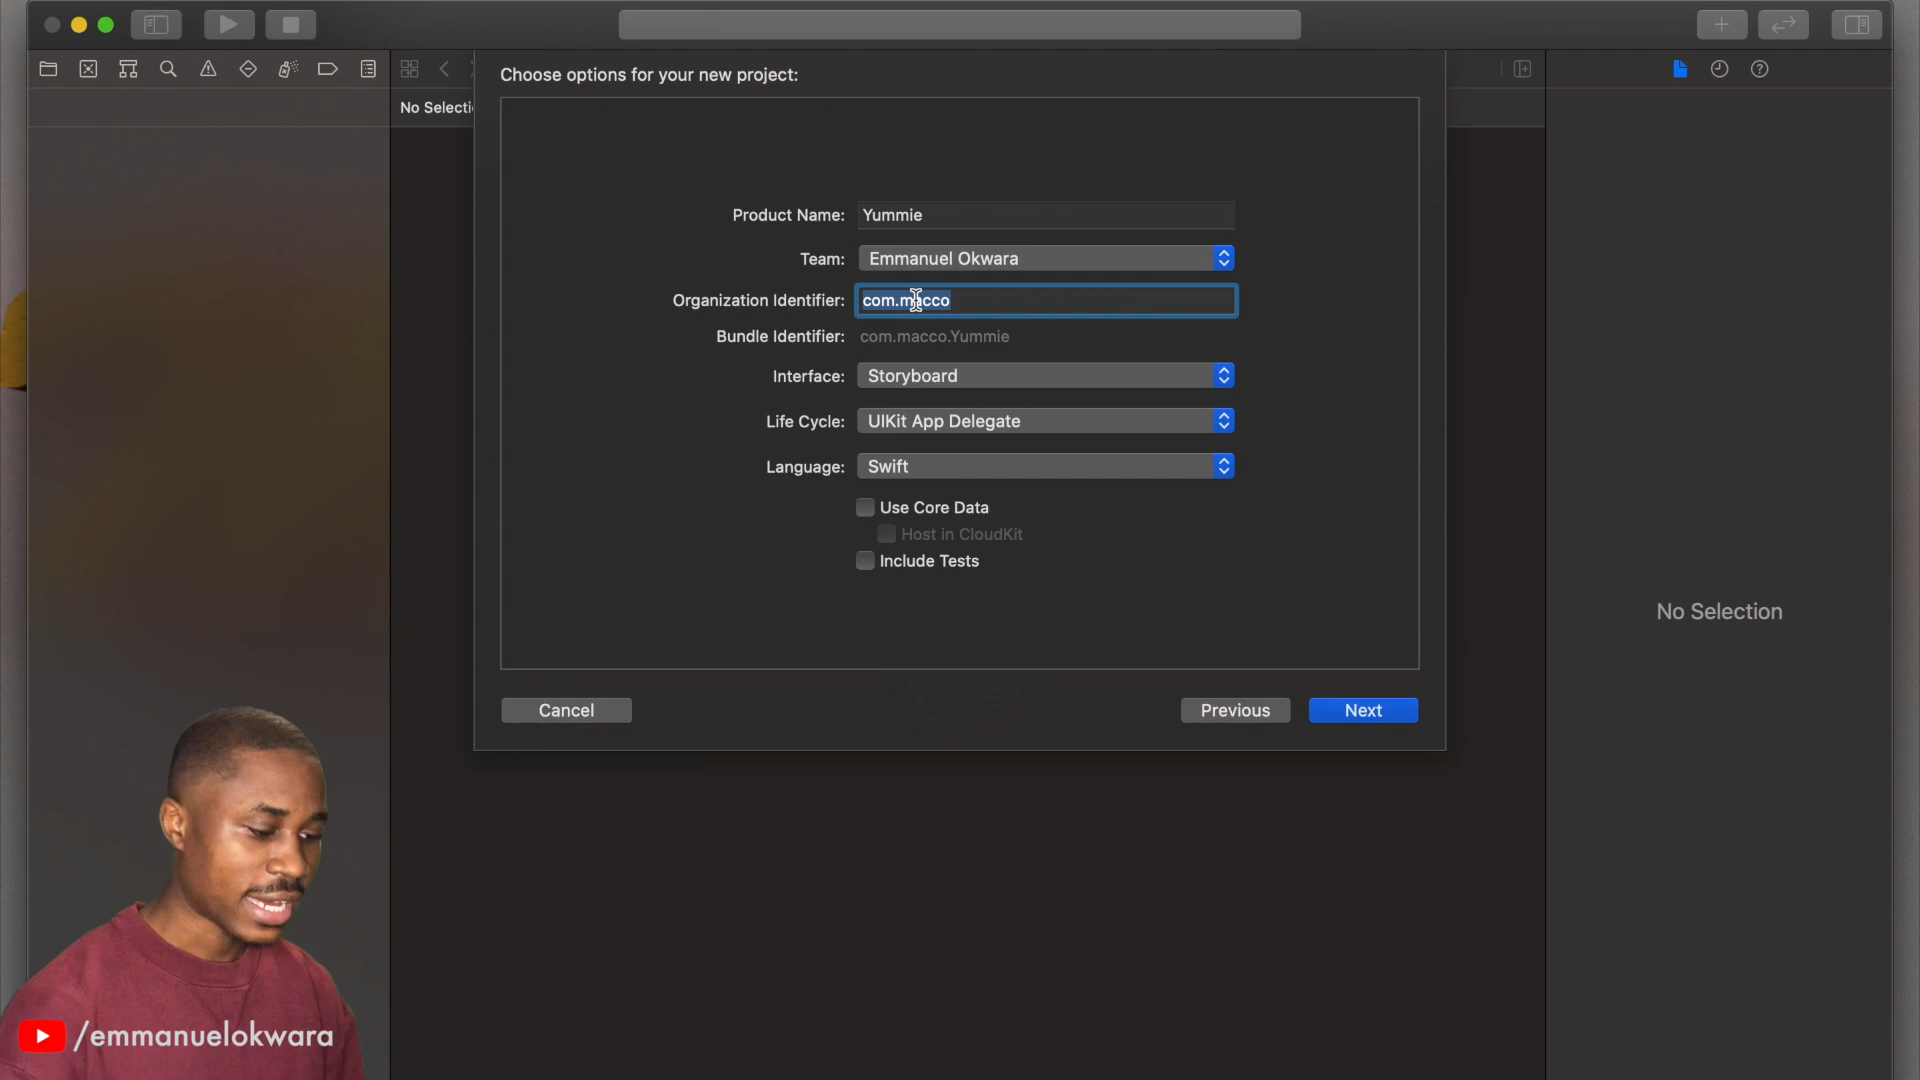 Choose options for your new project:
No Selecti
Product Name: Yummie
Team: Emmanuel Okwara
Organization Identifier: com.macco
Bundle Identifier: com.macco.Yummie
Interface: Storyboard
Life Cycle: UIKit App Delegate
Language: Swift
Use Core Data
Host in CloudKit
Include Tests
No Selection
Cancel
Previous
Next
/emmanuelokwara